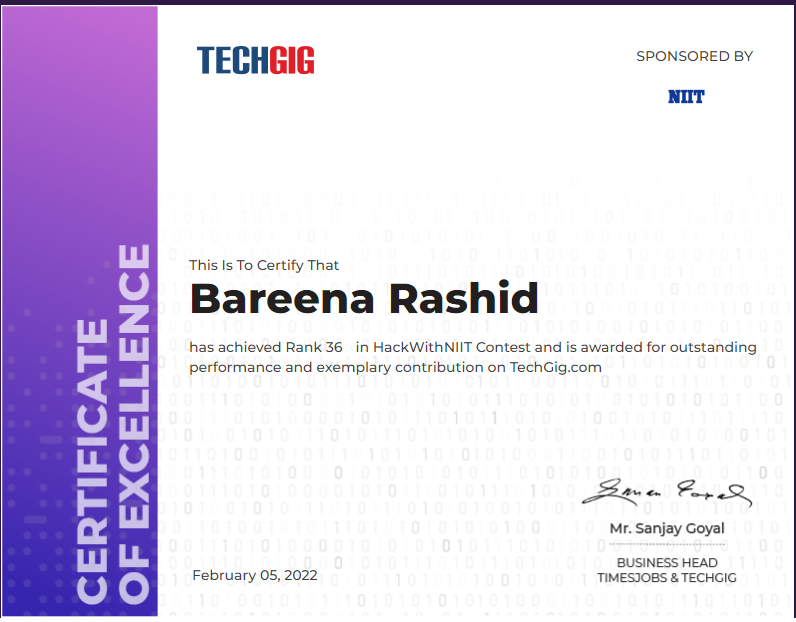 TECHGIG
SPONSORED BY
NIIT
CERTIFICATE
OF EXCELLENCE
This Is To Certify That
Bareena Rashid
has achieved Rank 36 in HackWithNIIT Contest and is awarded for outstanding
performance and exemplary contribution on TechGig.com
Mr. Sanjay Goyal
BUSINESS HEAD
TIMESJOBS & TECHGIG
February 05, 2022